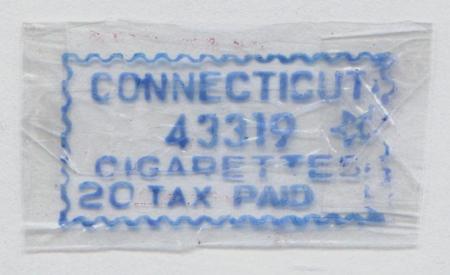 CONNECTICUT
43319
CIGARETTES
20 TAX PAID